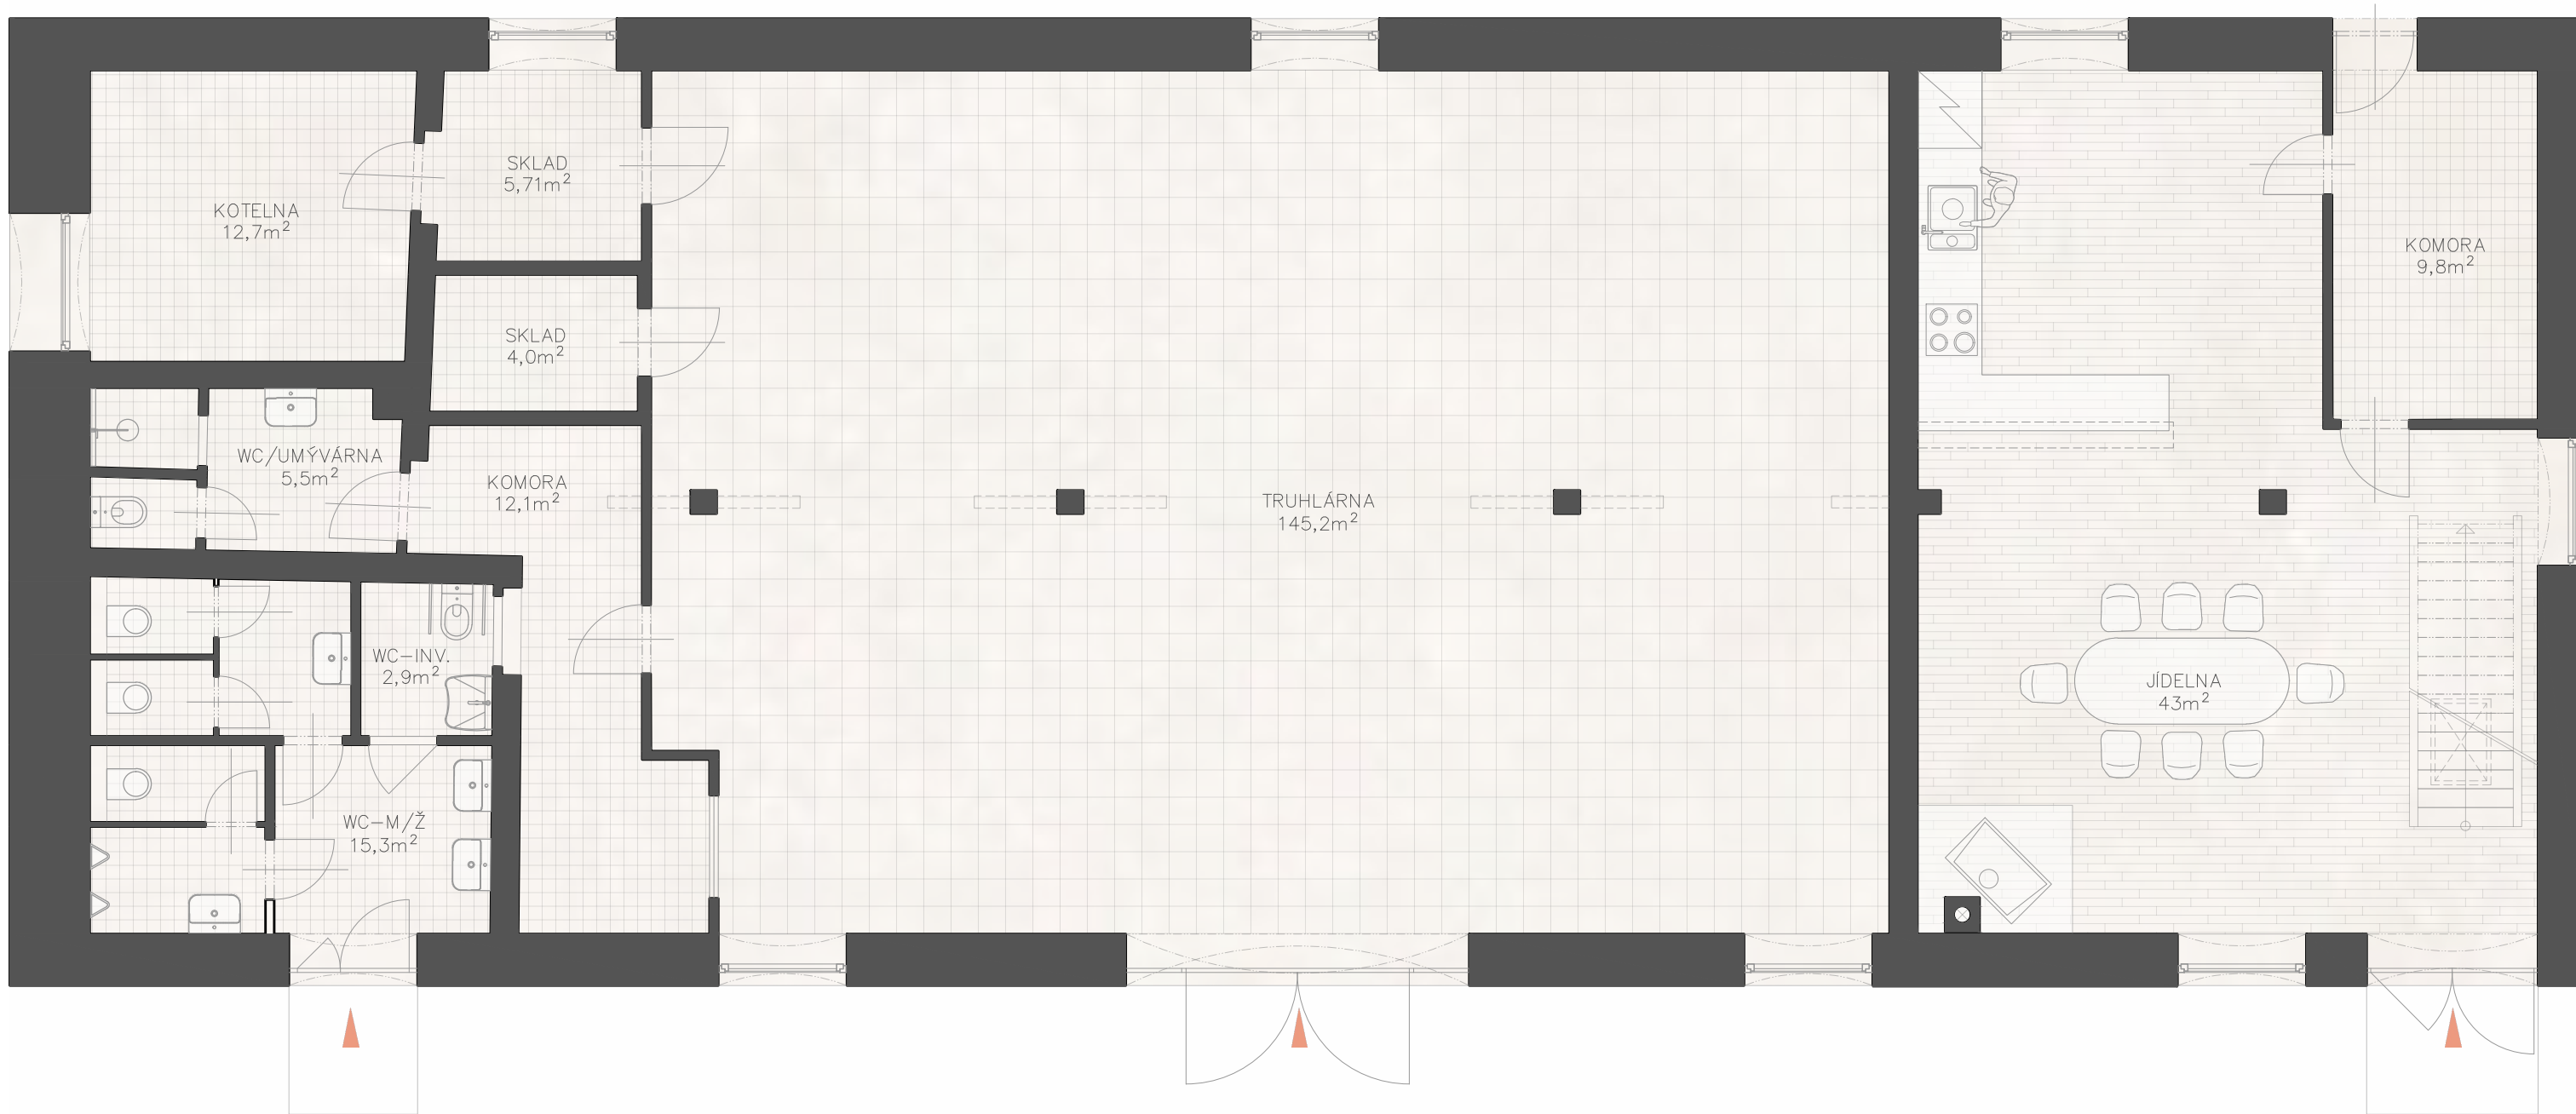 KOTELNA
12,7m²
SKLAD
5,71m²
SKLAD
4,0m²
WC/UMÝVÁRNA
5,5m²
KOMORA
12,1m²
WC-INV.
2,9m²
WC-M/Ž
15,3m²
TRUHLÁRNA
145,2m²
KOMORA
9,8m²
JÍDELNA
43m²